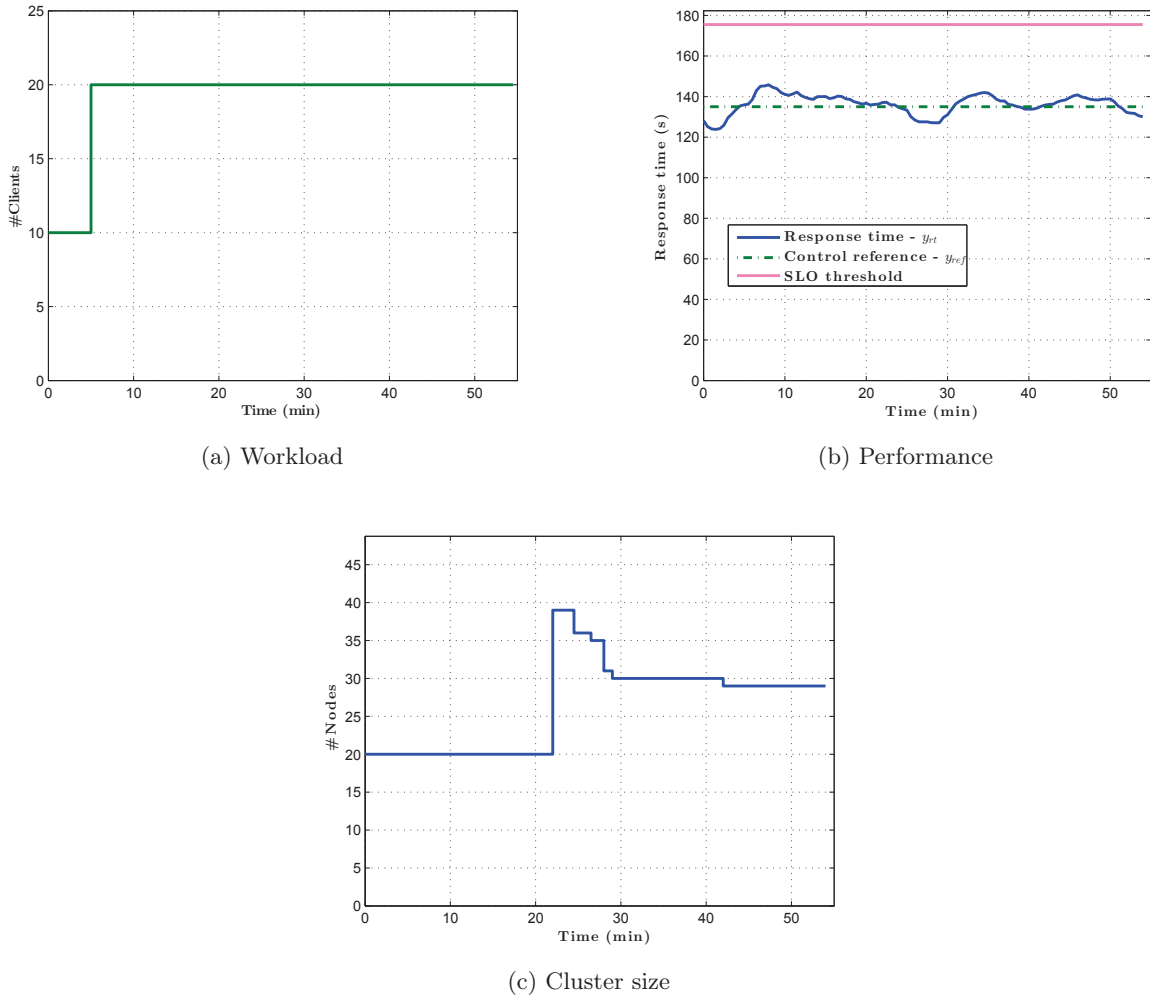 25
20
15
10
5
0
#Clients
0 10 20 30 40 50
Time (min)
(a) Workload
180
160
140
120
100
80
60
40
20
0
Response time (s)
Response time - y_rt
Control reference - y_ref
SLO threshold
0 10 20 30 40 50
Time (min)
(b) Performance
45
40
35
30
25
20
15
10
5
0
# Nodes
0 10 20 30 40 50
Time (min)
(c) Cluster size